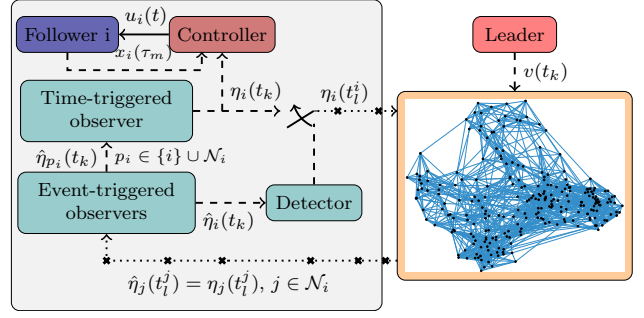 u_i(t)
Follower i
Controller
Leader
x_i(τ_m)
v(t_k)
Time-triggered
observer
η_i(t_k)
η_i(t_l^i)
η̂_{p_i}(t_k)
p_i ∈ {i} ∪ 𝒩_i
Event-triggered
observers
Detector
η̂_i(t_k)
η̂_j(t_l^j) = η_j(t_l^j), j ∈ 𝒩_i